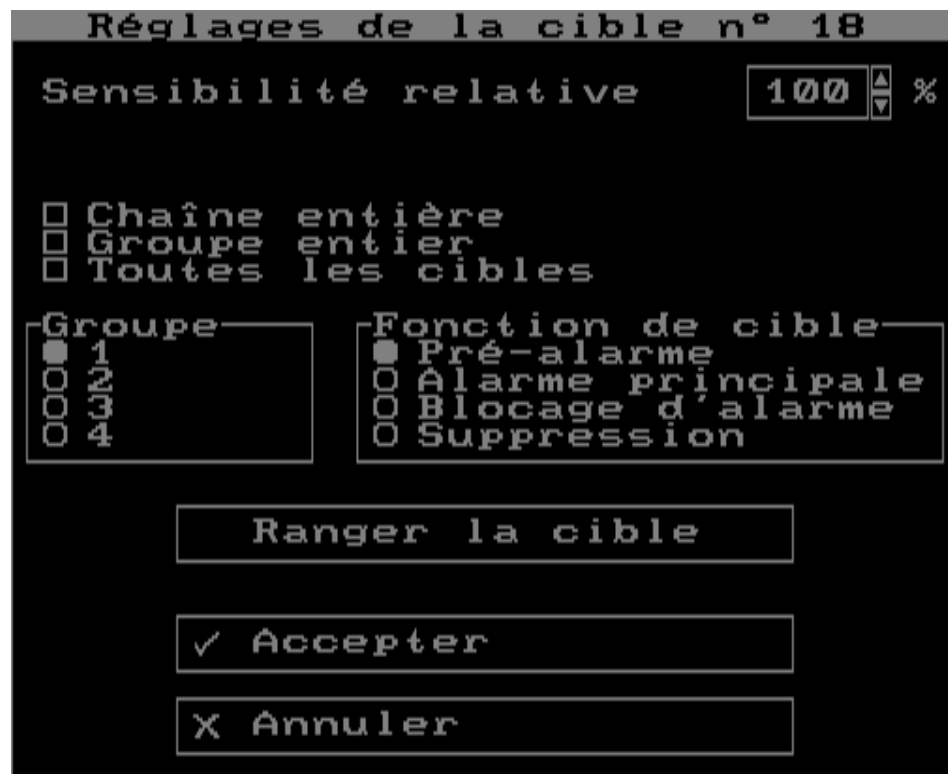 Réglages de la cible n° 18
Sensibilité relative 100 %
Chaîne entière
Groupe entier
Toutes les cibles
Groupe
1
2
3
4
Fonction de cible
Pré-alarme
Alarme principale
Blocage d'alarme
Suppression
Ranger la cible
✓ Accepter
X Annuler